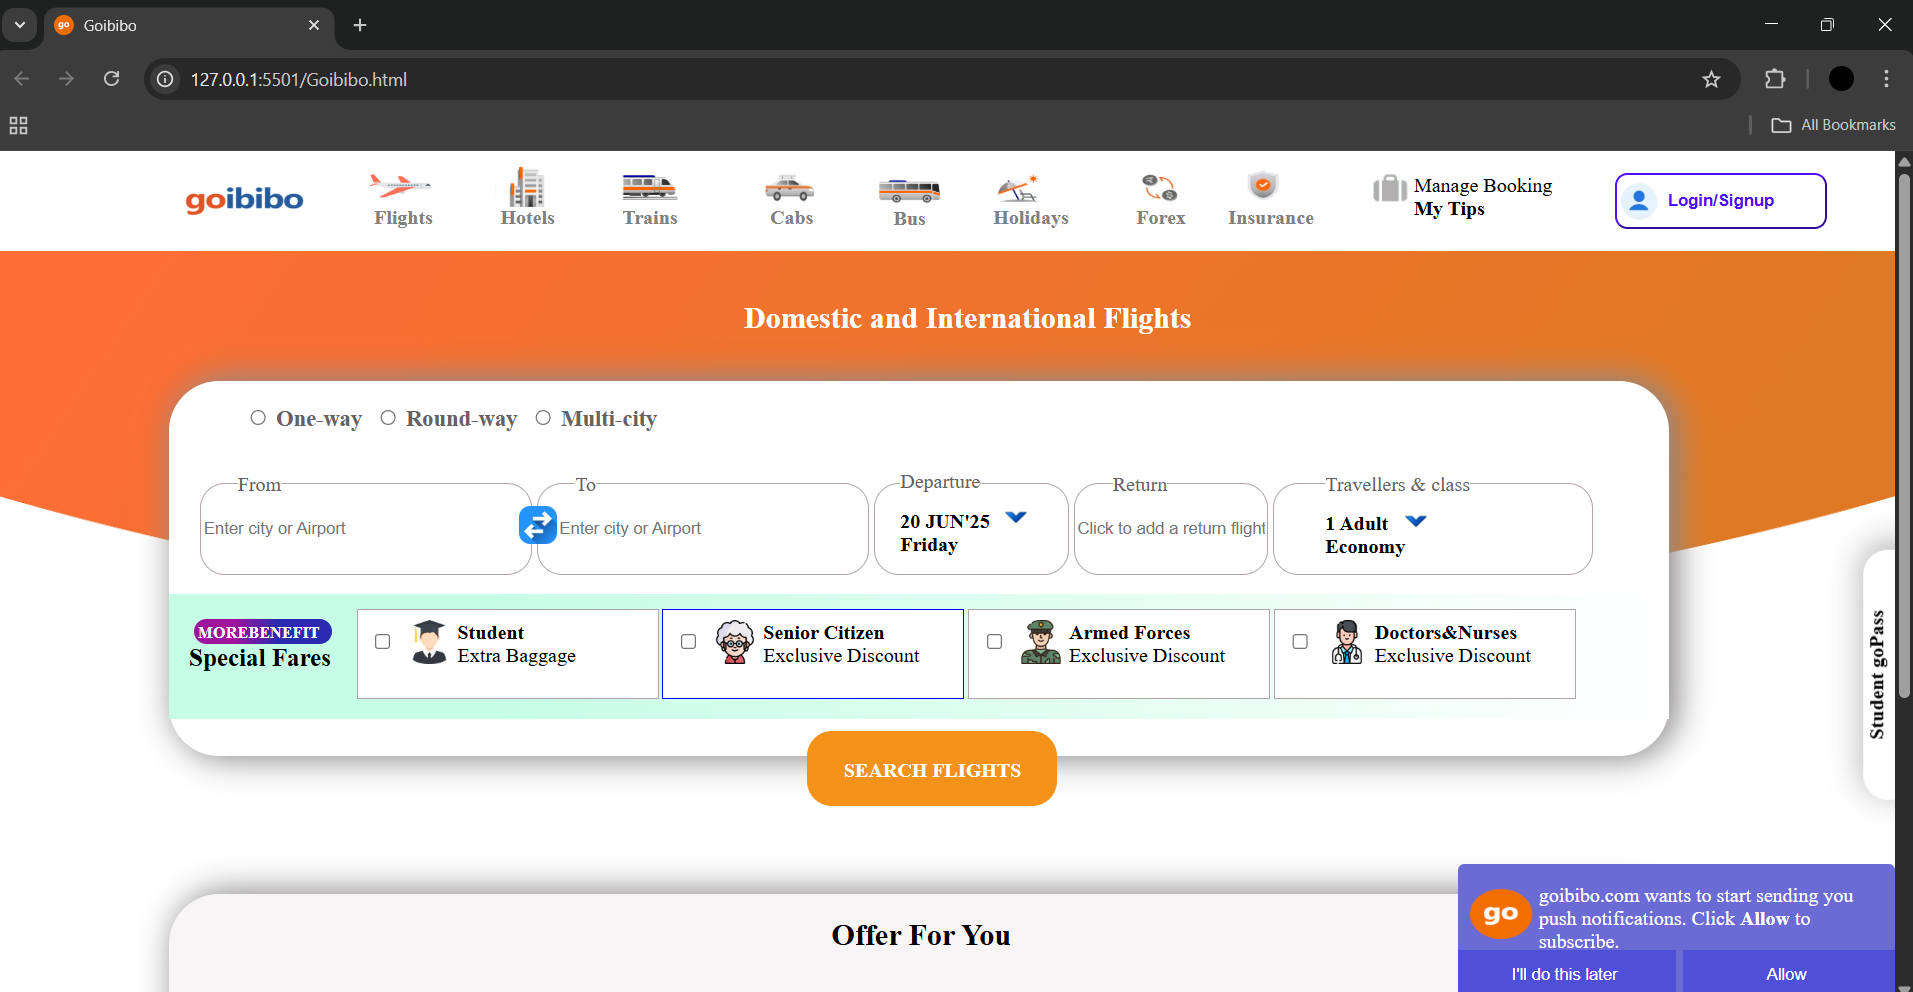 go
Goibibo
127.0.0.1:5501/Goibibo.html
All Bookmarks
goibibo
Flights
Hotels
Trains
Cabs
Bus
Holidays
Forex
Insurance
Manage Booking
My Tips
Login/Signup
Domestic and International Flights
One-way
Round-way
Multi-city
From
To
Departure
Return
Travellers & class
Enter city or Airport
Enter city or Airport
20 JUN'25
Friday
Click to add a return flight
1 Adult
Economy
MOREBENEFIT
Special Fares
Student
Extra Baggage
Senior Citizen
Exclusive Discount
Armed Forces
Exclusive Discount
Doctors&Nurses
Exclusive Discount
Student goPass
SEARCH FLIGHTS
Offer For You
go
goibibo.com wants to start sending you
push notifications. Click Allow to
subscribe.
I'll do this later
Allow